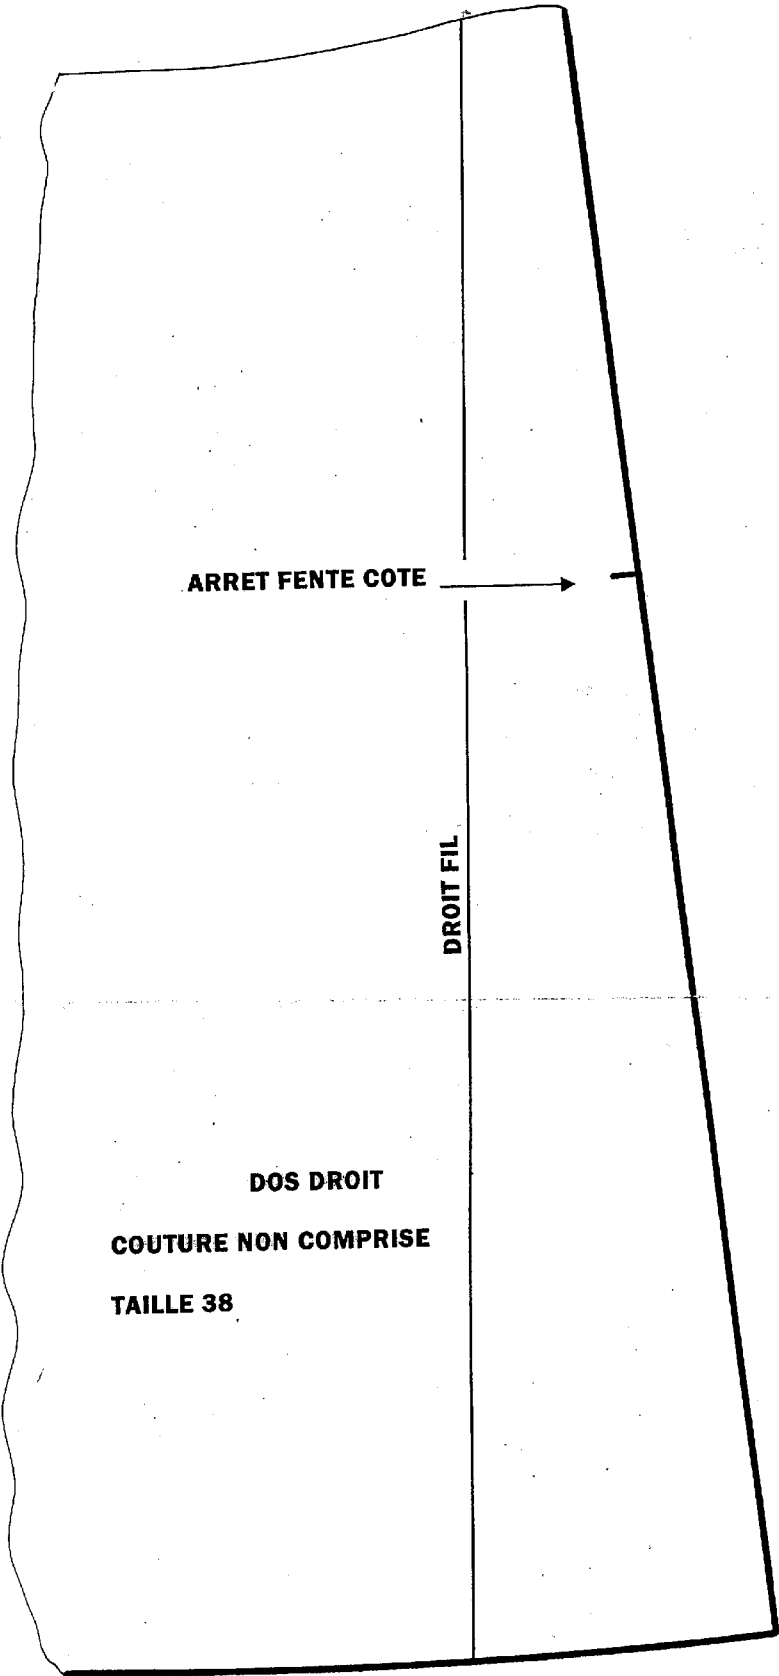 ARRET FENTE COTE
DROIT FIL
DOS DROIT
COUTURE NON COMPRISE
TAILLE 38